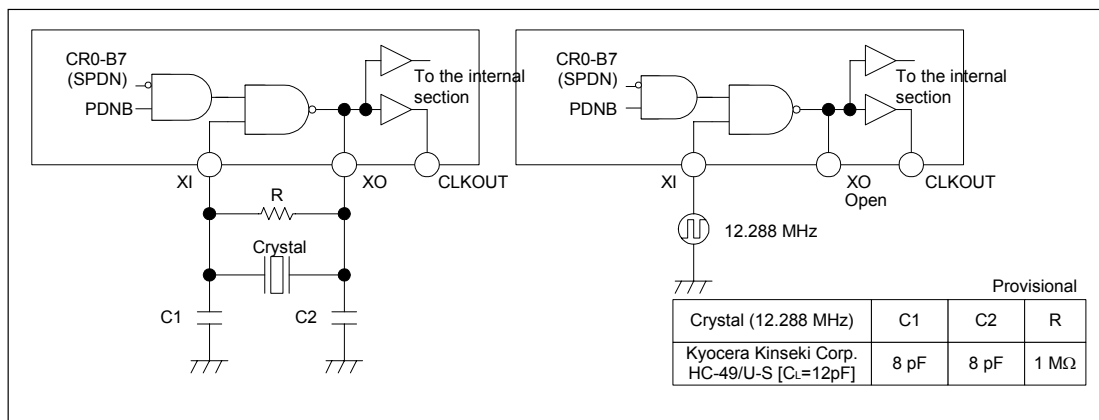 CR0-B7
(SPDN)
PDNB
To the internal
section
XI
XO
CLKOUT
R
Crystal
C1
C2
CR0-B7
(SPDN)
PDNB
To the internal
section
XI
XO
Open
CLKOUT
12.288 MHz
Provisional
Crystal (12.288 MHz) C1 C2 R
Kyocera Kinseki Corp.
HC-49/U-S [CL=12pF] 8 pF 8 pF 1 MΩ